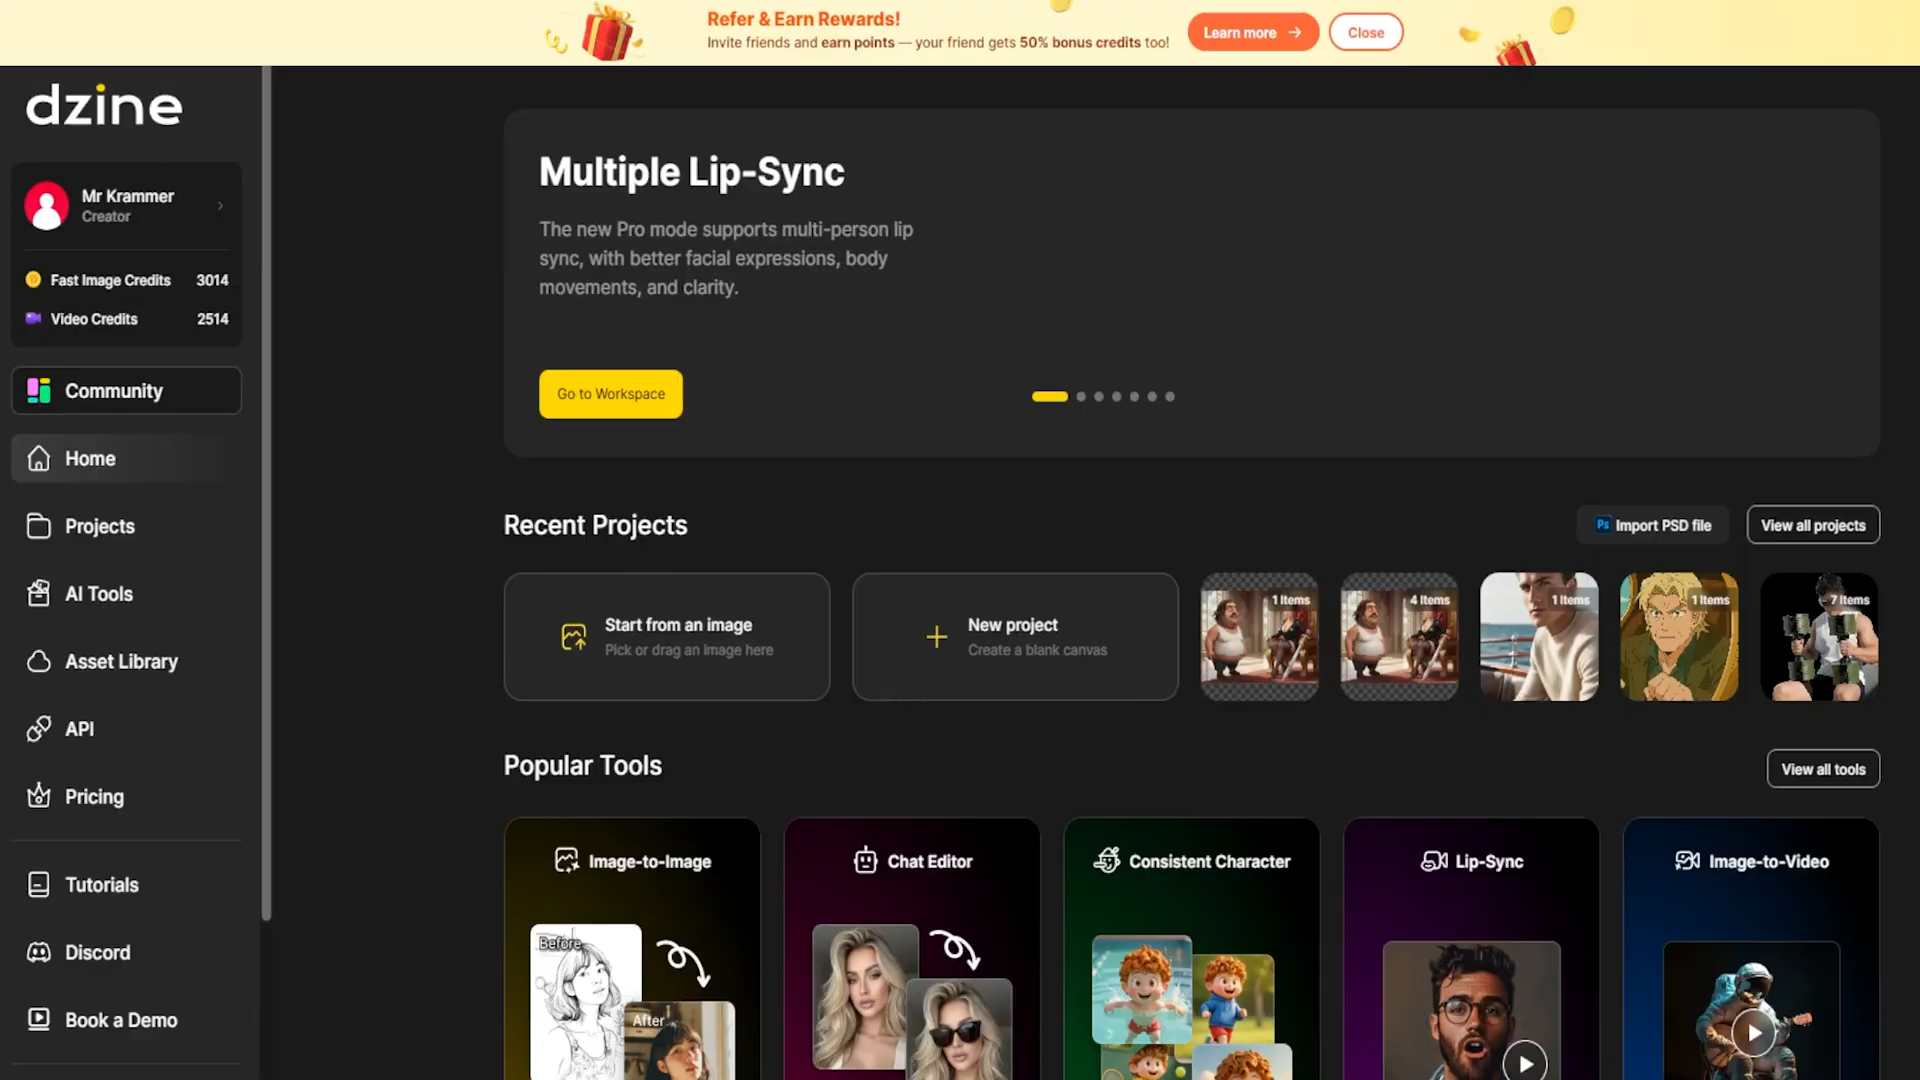 Refer & Earn Rewards!
Invite friends and earn points — your friend gets 50% bonus credits too!
Learn more
Close
dzine
Mr Krammer
Creator
Fast Image Credits 3014
Video Credits 2514
Community
Home
Projects
AI Tools
Asset Library
API
Pricing
Tutorials
Discord
Book a Demo
Multiple Lip-Sync
The new Pro mode supports multi-person lip
sync, with better facial expressions, body
movements, and clarity.
Go to Workspace
Recent Projects
Ps Import PSD file
View all projects
Start from an image
Pick or drag an image here
New project
Create a blank canvas
1 Items
4 Items
1 Items
1 Items
7 Items
Popular Tools
View all tools
Image-to-Image
Chat Editor
Consistent Character
Lip-Sync
Image-to-Video
Before
After